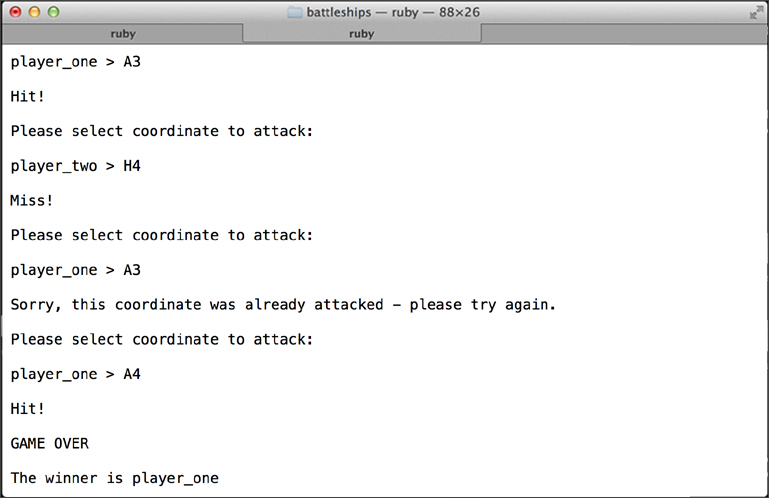 battleships — ruby — 88×26
ruby
ruby
player_one > A3
Hit!
Please select coordinate to attack:
player_two > H4
Miss!
Please select coordinate to attack:
player_one > A3
Sorry, this coordinate was already attacked – please try again.
Please select coordinate to attack:
player_one > A4
Hit!
GAME OVER
The winner is player_one